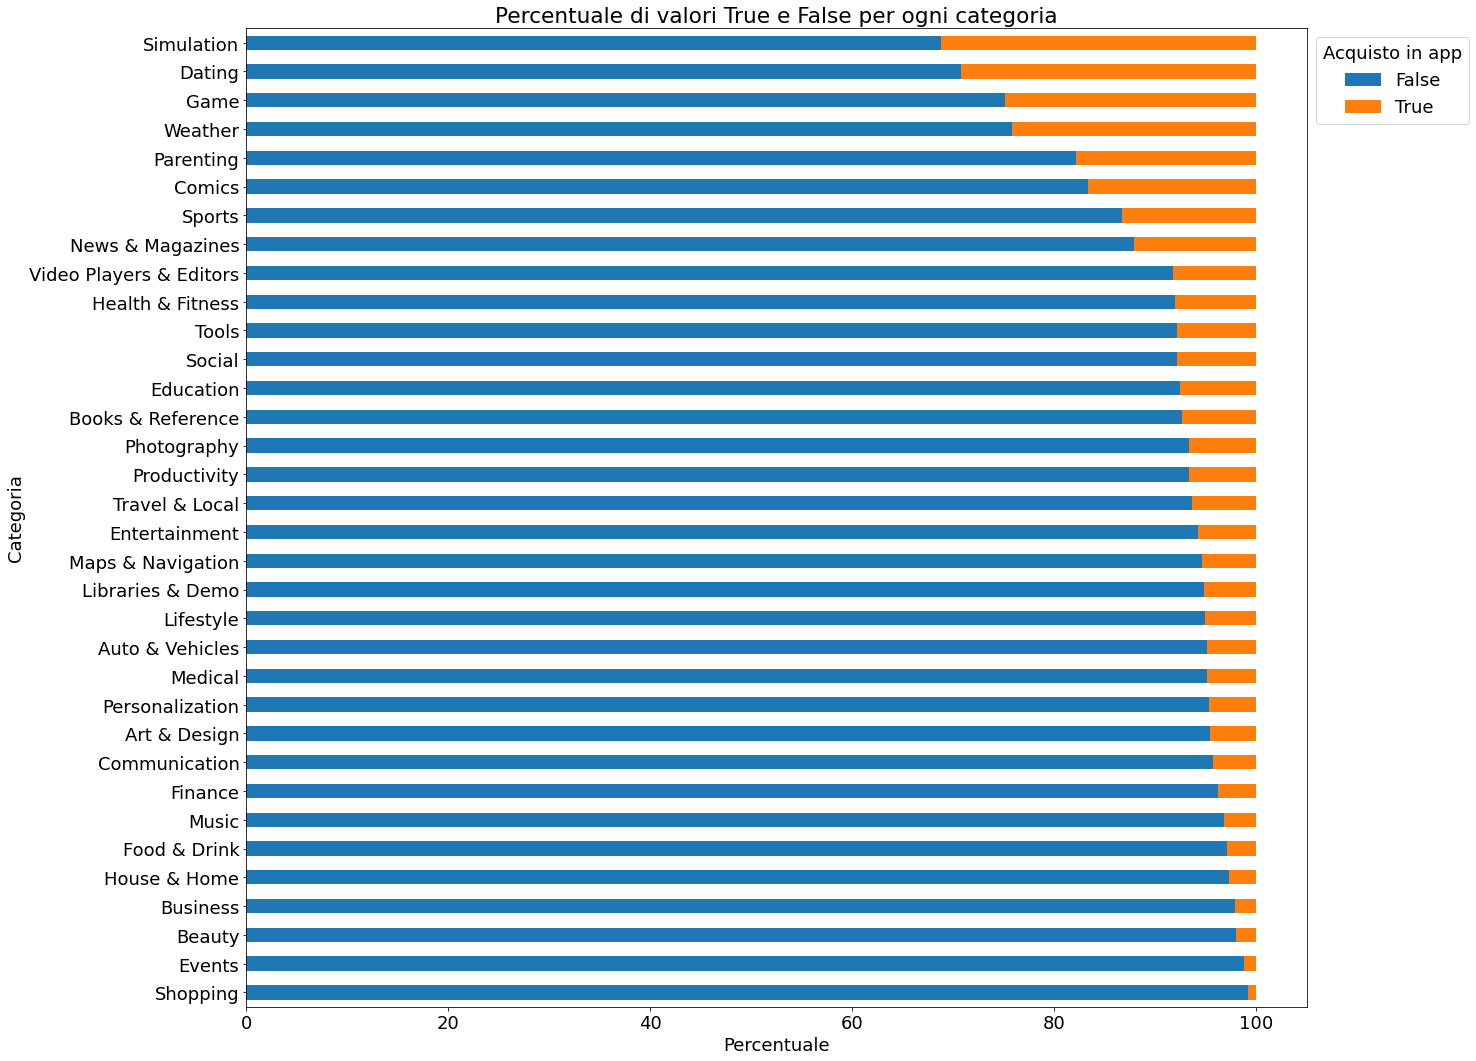 Percentuale di valori True e False per ogni categoria
Acquisto in app
False
True
Categoria
Simulation
Dating
Game
Weather
Parenting
Comics
Sports
News & Magazines
Video Players & Editors
Health & Fitness
Tools
Social
Education
Books & Reference
Photography
Productivity
Travel & Local
Entertainment
Maps & Navigation
Libraries & Demo
Lifestyle
Auto & Vehicles
Medical
Personalization
Art & Design
Communication
Finance
Music
Food & Drink
House & Home
Business
Beauty
Events
Shopping
0 20 40 60 80 100
Percentuale